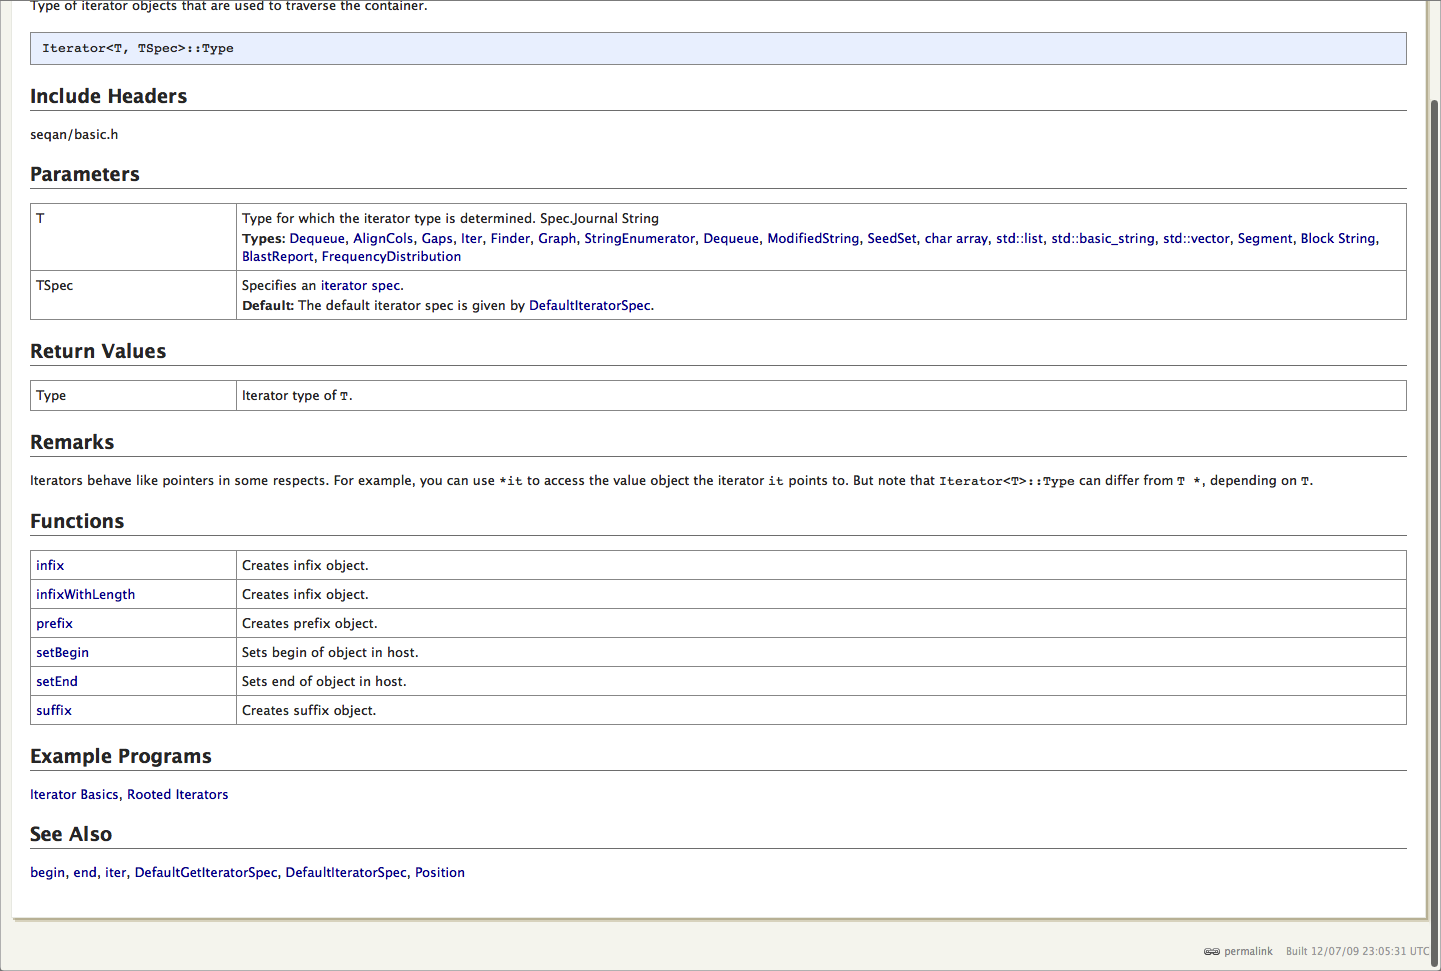 Type of iterator objects that are used to traverse the container.
Iterator<T, TSpec>::Type
Include Headers
seqan/basic.h
Parameters
T
Type for which the iterator type is determined. Spec.Journal String
Types: Dequeue, AlignCols, Gaps, Iter, Finder, Graph, StringEnumerator, Dequeue, ModifiedString, SeedSet, char array, std::list, std::basic_string, std::vector, Segment, Block String,
BlastReport, FrequencyDistribution
TSpec
Specifies an iterator spec.
Default: The default iterator spec is given by DefaultIteratorSpec.
Return Values
Type
Iterator type of T.
Remarks
Iterators behave like pointers in some respects. For example, you can use *it to access the value object the iterator it points to. But note that Iterator<T>::Type can differ from T *, depending on T.
Functions
infix
Creates infix object.
infixWithLength
Creates infix object.
prefix
Creates prefix object.
setBegin
Sets begin of object in host.
setEnd
Sets end of object in host.
suffix
Creates suffix object.
Example Programs
Iterator Basics, Rooted Iterators
See Also
begin, end, iter, DefaultGetIteratorSpec, DefaultIteratorSpec, Position
permalink Built 12/07/09 23:05:31 UTC